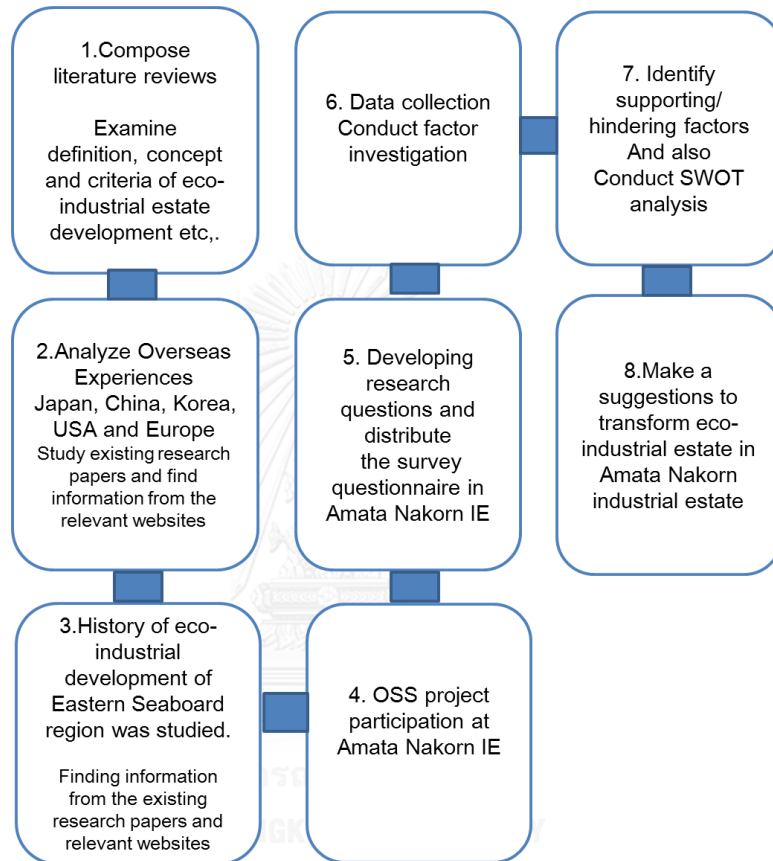 1.Compose
literature reviews
Examine
definition, concept
and criteria of eco-
industrial estate
development etc,.
2.Analyze Overseas
Experiences
Japan, China, Korea,
USA and Europe
Study existing research
papers and find
information from the
relevant websites
3.History of eco-
industrial
development of
Eastern Seaboard
region was studied.
Finding information
from the existing
research papers and
relevant websites
4. OSS project
participation at
Amata Nakorn IE
5. Developing
research
questions and
distribute
the survey
questionnaire in
Amata Nakorn IE
6. Data collection
Conduct factor
investigation
7. Identify
supporting/
hindering factors
And also
Conduct SWOT
analysis
8.Make a
suggestions to
transform eco-
industrial estate in
Amata Nakorn
industrial estate